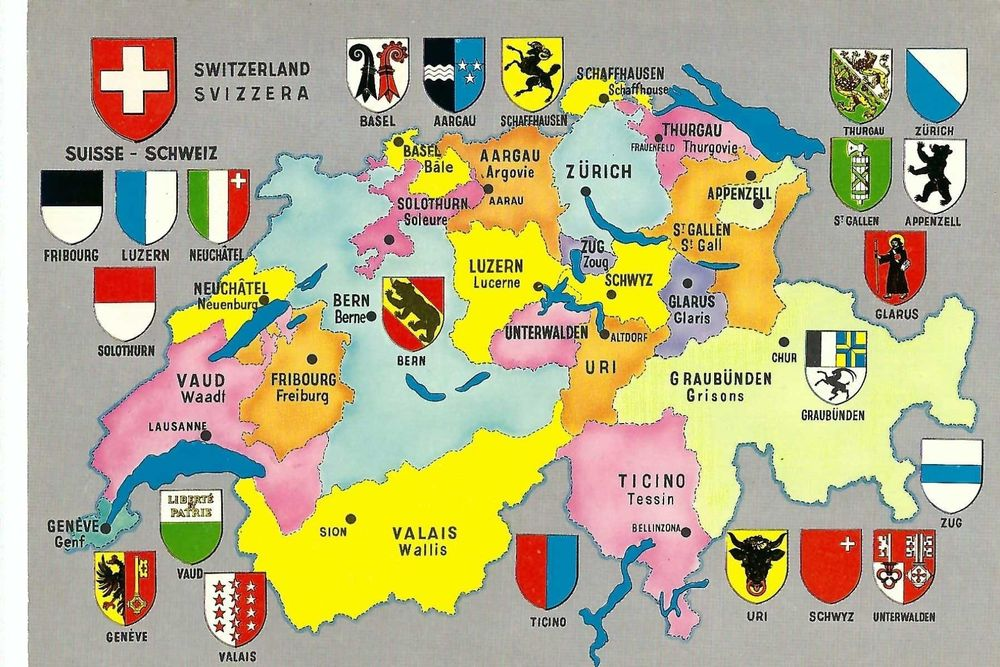 SWITZERLAND
SVIZZERA
SUISSE - SCHWEIZ
BASEL
AARGAU
SCHAFFHAUSEN
SCHAFFHAUSEN
Schaffhouse
THURGAU
ZÜRICH
FRIBOURG
LUZERN
NEUCHÂTEL
BASEL
Bâle
AARGAU
Argovie
AARAU
ZÜRICH
FRAUENFELD
THURGAU
Thurgovie
ST GALLEN
APPENZELL
SOLOTHURN
Soleure
APPENZELL
ST GALLEN
St Gall
GLARUS
SOLOTHURN
NEUCHÂTEL
Neuenburg
BERN
Berne
BERN
LUZERN
Lucerne
ZUG
Zoug
SCHWYZ
GLARUS
Glaris
UNTERWALDEN
ALTDORF
URI
VAUD
Waadt
LAUSANNE
FRIBOURG
Freiburg
CHUR
GRAUBÜNDEN
Grisons
GRAUBÜNDEN
GENÈVE
Genf
LIBERTÉ
ET
PATRIE
VAUD
SION
VALAIS
Wallis
TICINO
Tessin
BELLINZONA
ZUG
GENÈVE
VALAIS
TICINO
URI
SCHWYZ
UNTERWALDEN